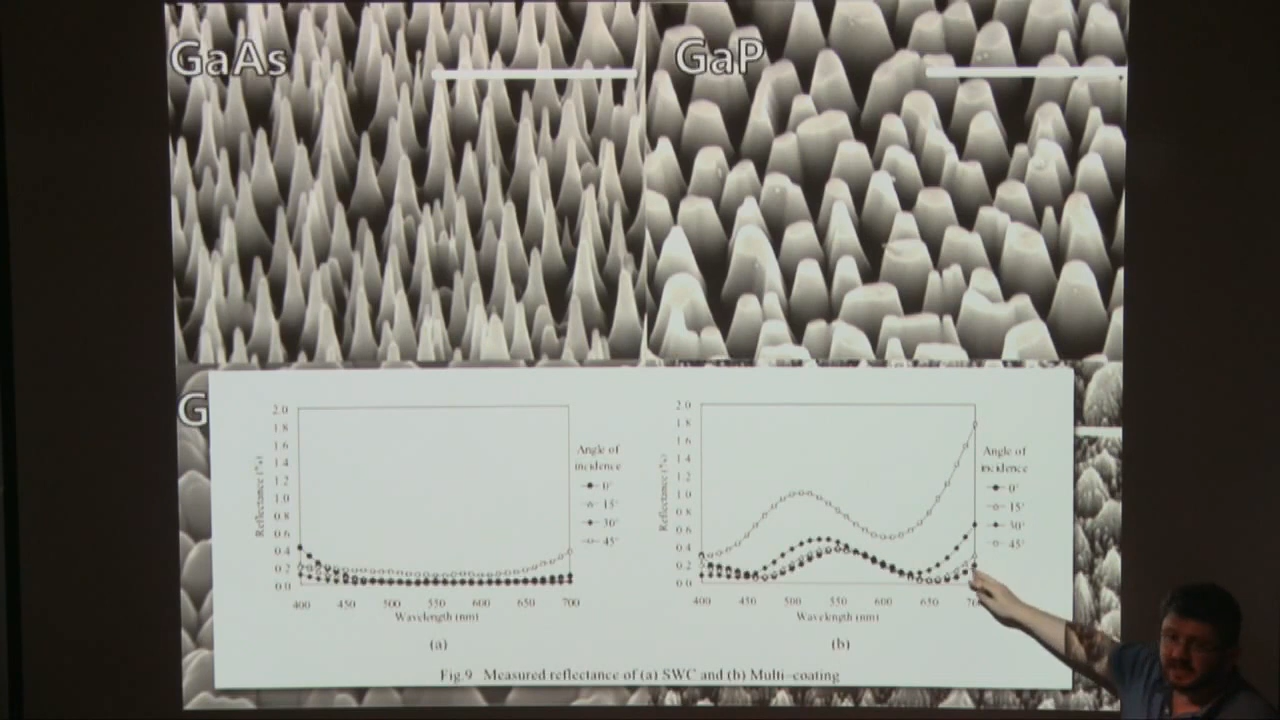 GaAs
GaP
G
2.0
1.8
1.6
1.4
1.2
1.0
0.8
0.6
0.4
0.2
0.0
Reflectance (%)
400 450 500 550 600 650 700
Wavelength (nm)
Angle of
incidence
0°
15°
30°
45°
(a)
2.0
1.8
1.6
1.4
1.2
1.0
0.8
0.6
0.4
0.2
0.0
Reflectance (%)
400 450 500 550 600 650 70
Wavelength (nm)
Angle of
incidence
0°
15°
30°
45°
(b)
Fig.9 Measured reflectance of (a) SWC and (b) Multi-coating